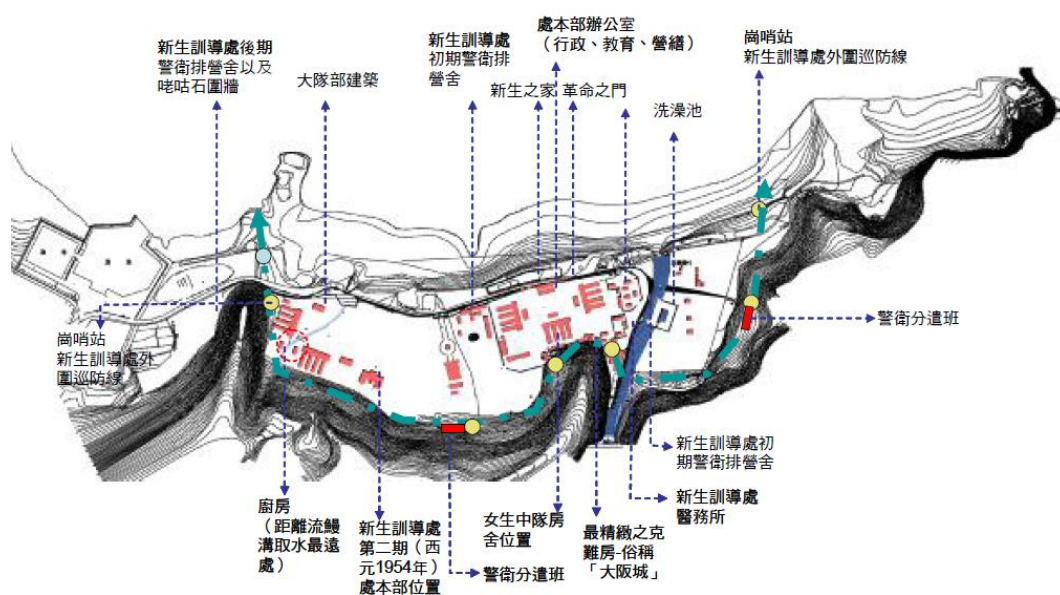 新生訓導處後期
警衛排營舍以及
咾咕石圍牆
大隊部建築
新生訓導處
初期警衛排
營舍
處本部辦公室
（行政、教育、營繕）
新生之家
革命之門
洗澡池
崗哨站
新生訓導處外圍巡防線
崗哨站
新生訓導處外
圍巡防線
警衛分遣班
廚房
（距離流鰻
溝取水最遠
處）
新生訓導處
第二期（西
元1954年）
處本部位置
警衛分遣班
女生中隊房
舍位置
最精緻之克
難房-俗稱
「大阪城」
新生訓導處初
期警衛排營舍
新生訓導處
醫務所